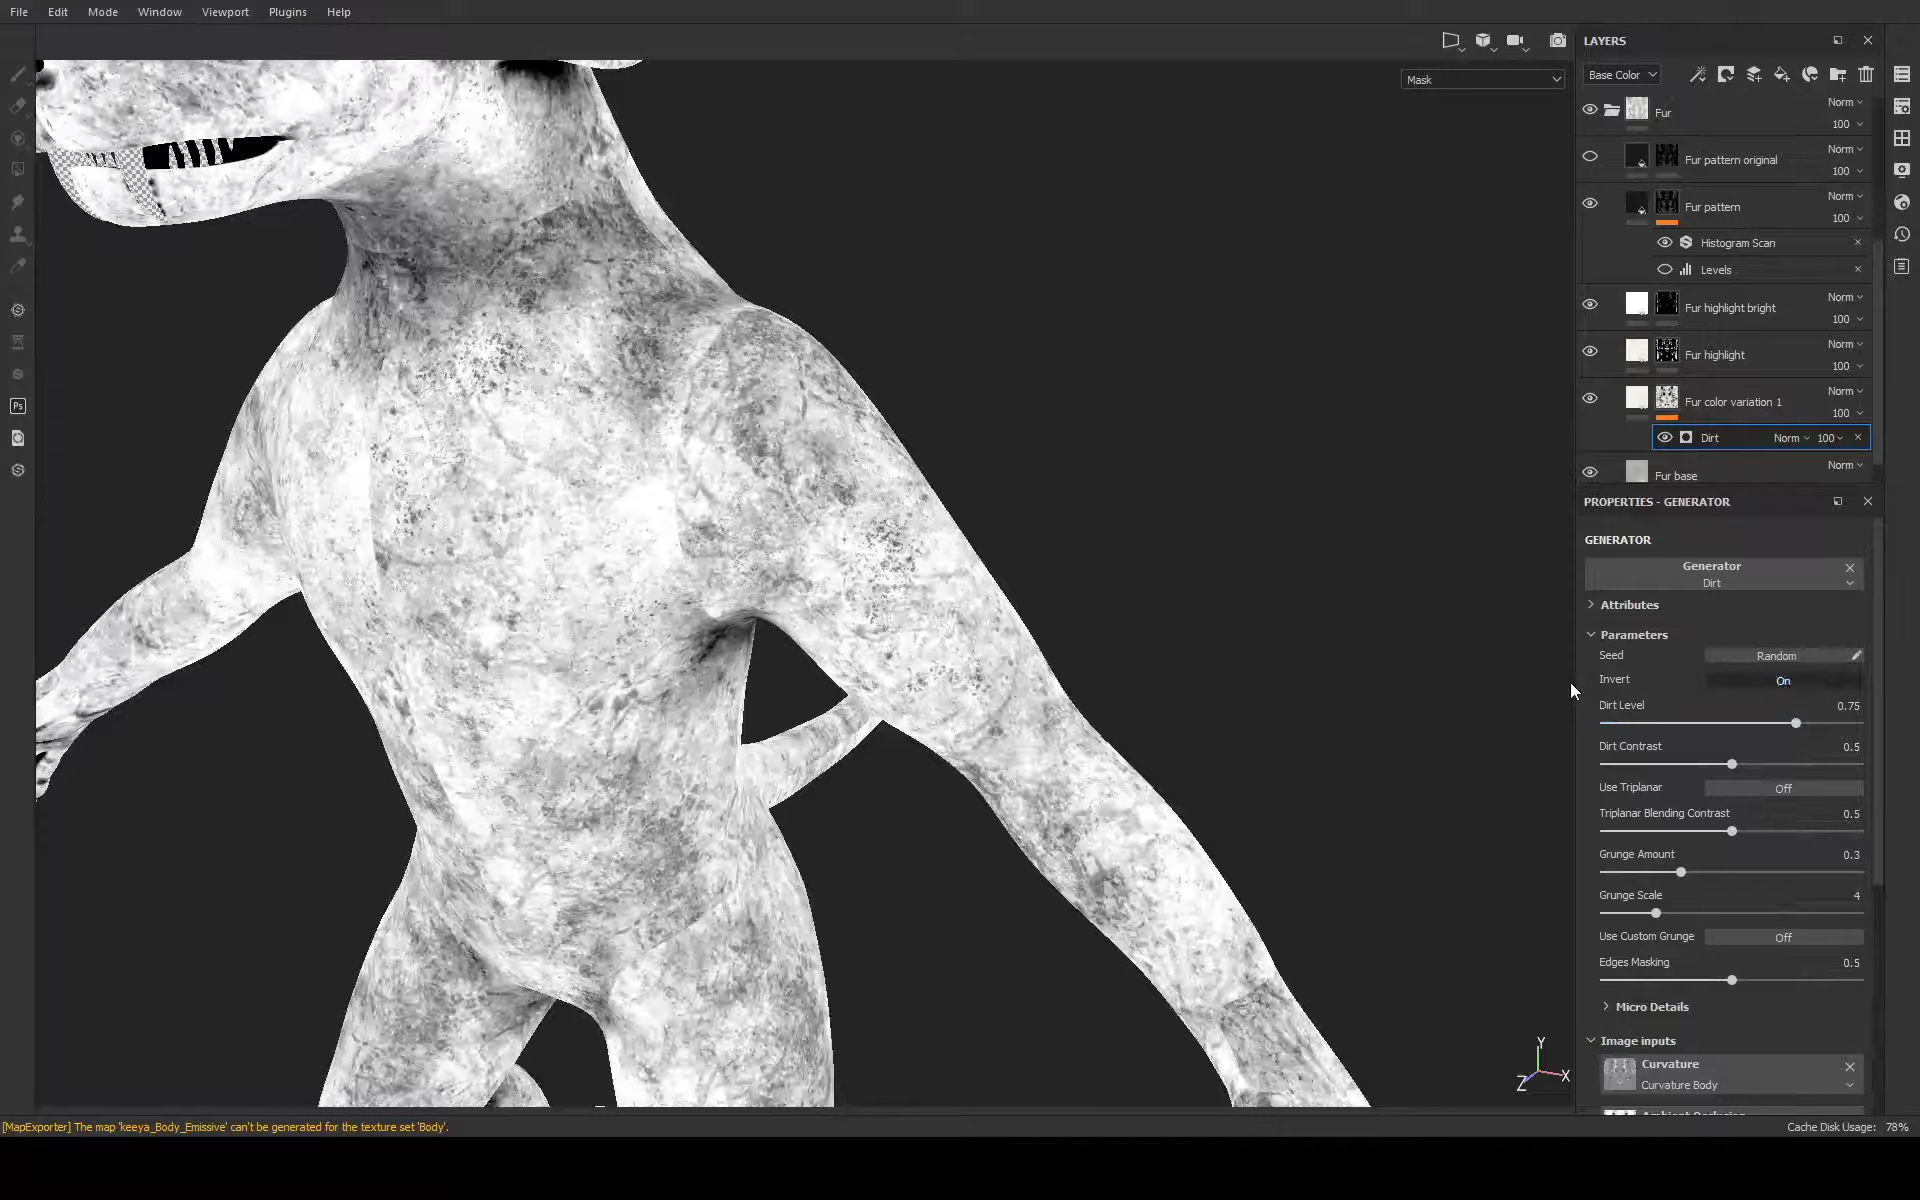 File Edit Mode Window Viewport Plugins Help
Mask
LAYERS
Base Color
Fur Norm 100
Fur pattern original Norm 100
Fur pattern Norm 100
Histogram Scan
Levels
Fur highlight bright Norm 100
Fur highlight Norm 100
Fur color variation 1 Norm 100
Dirt Norm 100
Fur base Norm
PROPERTIES - GENERATOR
GENERATOR
Generator
Dirt
Attributes
Parameters
Seed Random
Invert On
Dirt Level 0.75
Dirt Contrast 0.5
Use Triplanar Off
Triplanar Blending Contrast 0.5
Grunge Amount 0.3
Grunge Scale 4
Use Custom Grunge Off
Edges Masking 0.5
Micro Details
Image inputs
Curvature
Curvature Body
Ambient Occlusion
Ps
Y
Z X
[MapExporter] The map 'keeya_Body_Emissive' can't be generated for the texture set 'Body'.
Cache Disk Usage: 78%